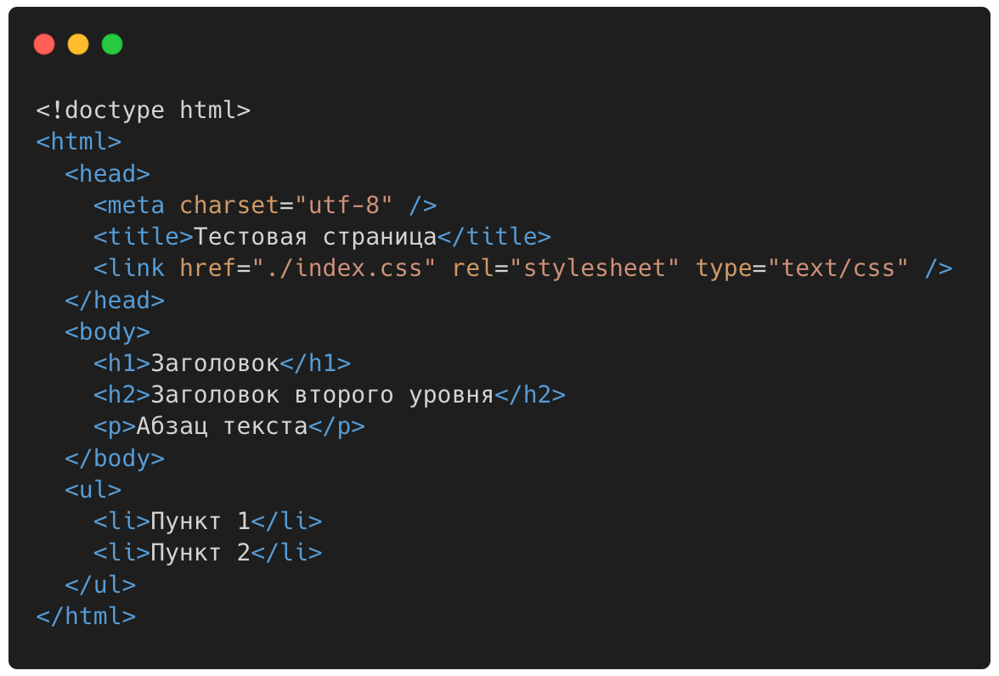 <!doctype html>
<html>
  <head>
    <meta charset="utf-8" />
    <title>Тестовая страница</title>
    <link href="./index.css" rel="stylesheet" type="text/css" />
  </head>
  <body>
    <h1>Заголовок</h1>
    <h2>Заголовок второго уровня</h2>
    <p>Абзац текста</p>
  </body>
  <ul>
    <li>Пункт 1</li>
    <li>Пункт 2</li>
  </ul>
</html>